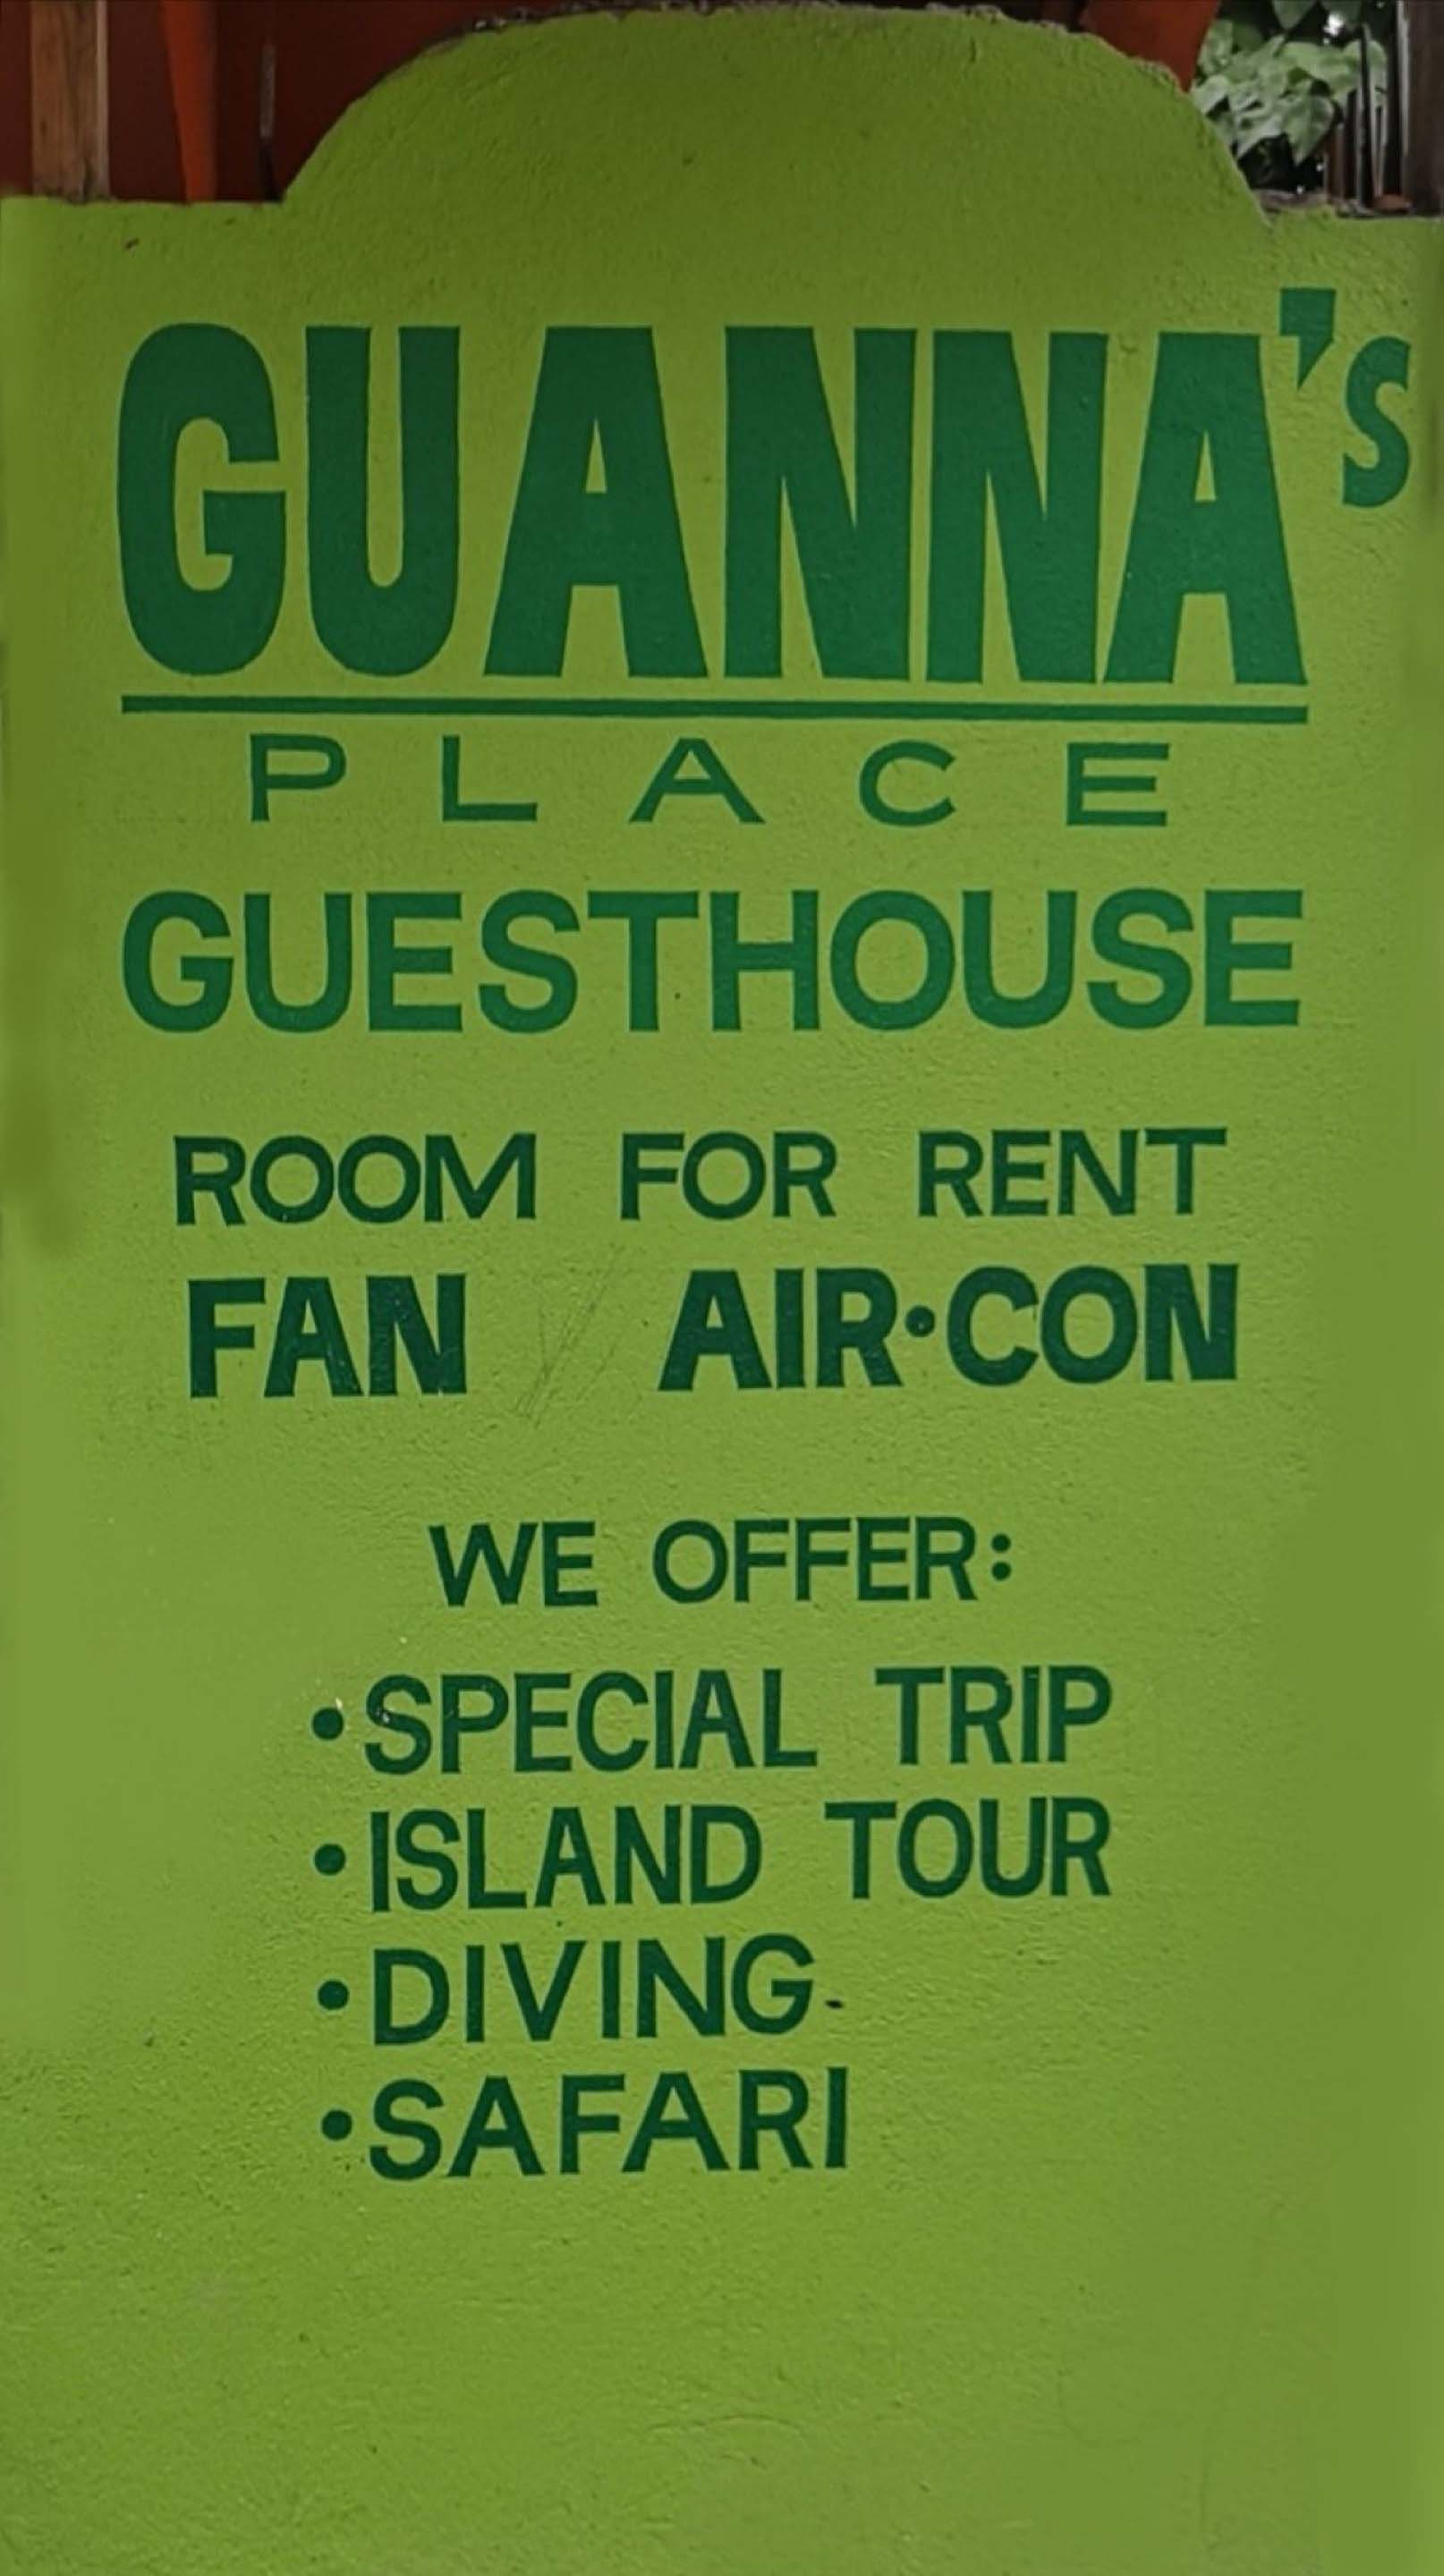 GUANNA's
PLACE
GUESTHOUSE
ROOM FOR RENT
FAN AIR•CON
WE OFFER:
•SPECIAL TRIP
•ISLAND TOUR
•DIVING
•SAFARI